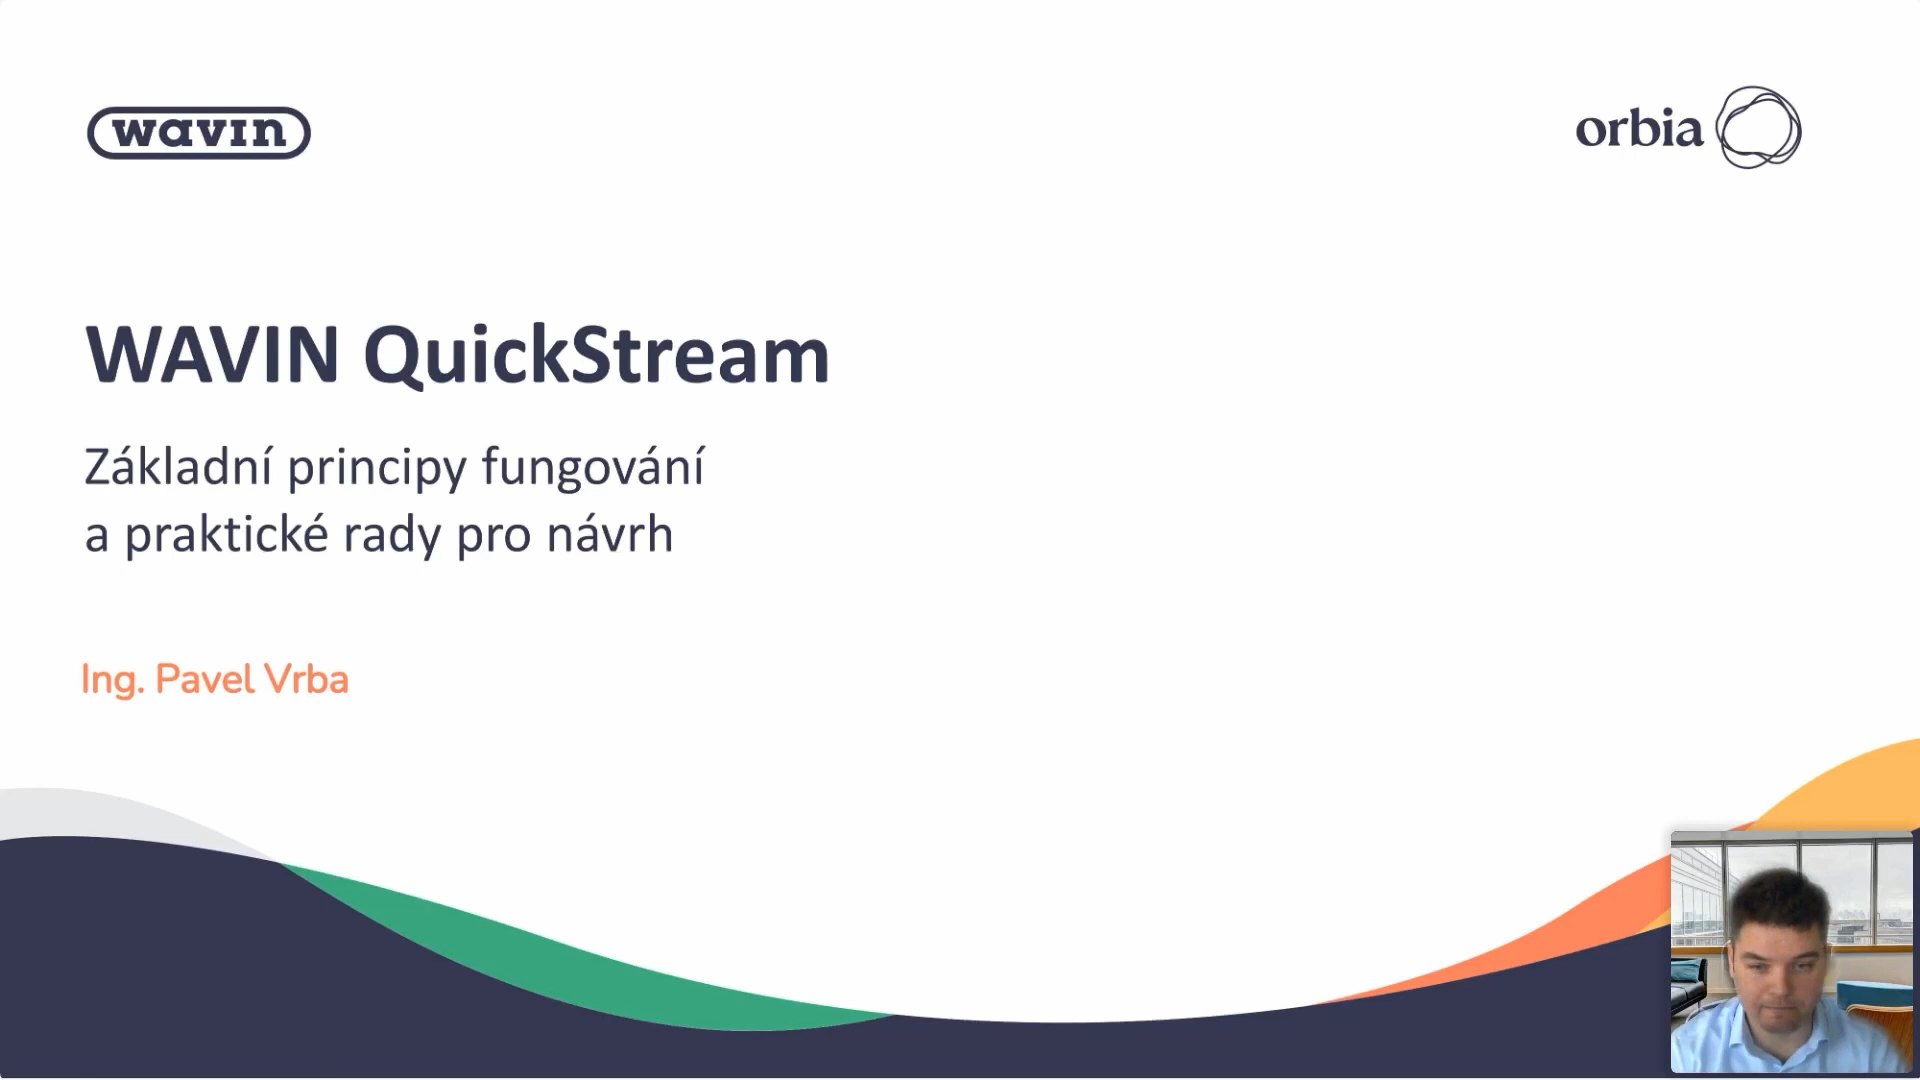 wavin
orbia
WAVIN QuickStream
Základní principy fungování
a praktické rady pro návrh
Ing. Pavel Vrba